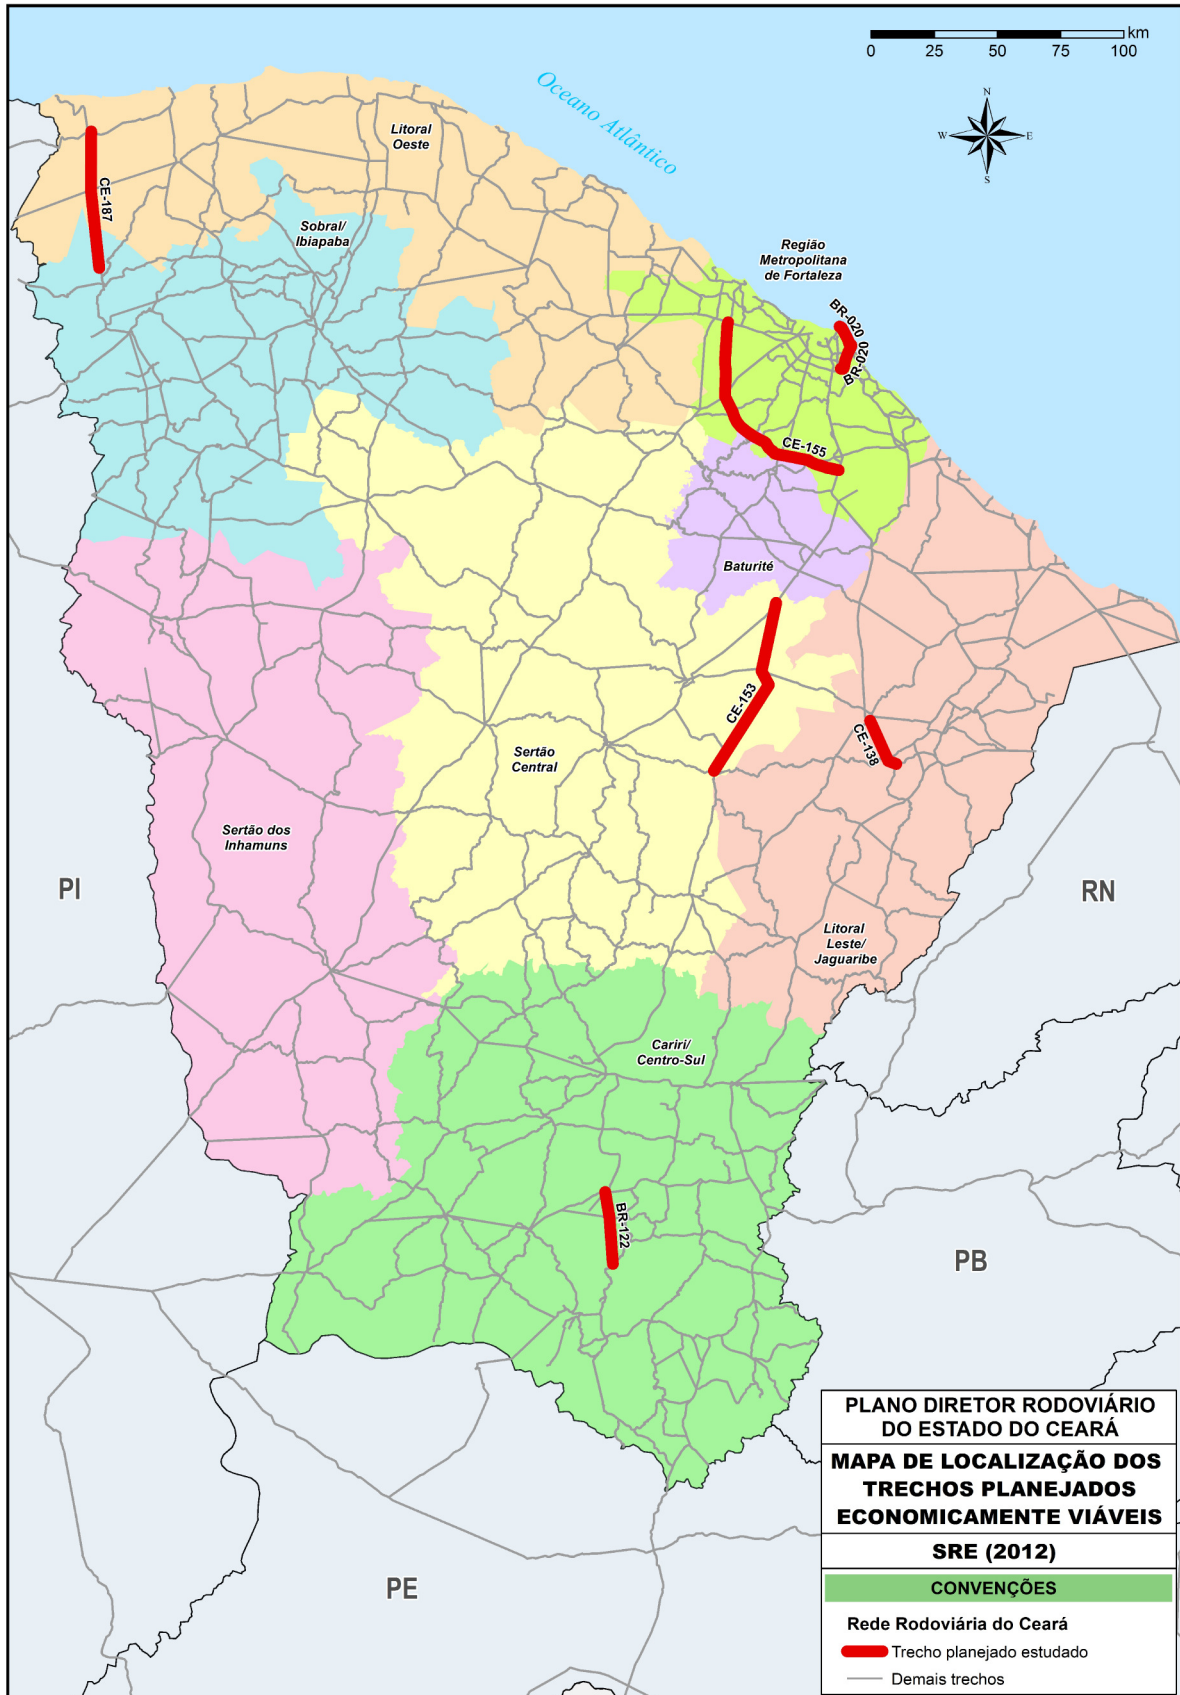 km
0 25 50 75 100
Oceano Atlântico
N
W
E
S
Litoral
Oeste
CE-187
Sobral/
Ibiapaba
Região
Metropolitana
de Fortaleza
BR-020
BR-020
CE-155
Baturité
CE-153
CE-138
Sertão
Central
Sertão dos
Inhamuns
PI
RN
Litoral
Leste/
Jaguaribe
Cariri/
Centro-Sul
BR-122
PB
PE
PLANO DIRETOR RODOVIÁRIO
DO ESTADO DO CEARÁ
MAPA DE LOCALIZAÇÃO DOS
TRECHOS PLANEJADOS
ECONOMICAMENTE VIÁVEIS
SRE (2012)
CONVENÇÕES
Rede Rodoviária do Ceará
Trecho planejado estudado
Demais trechos